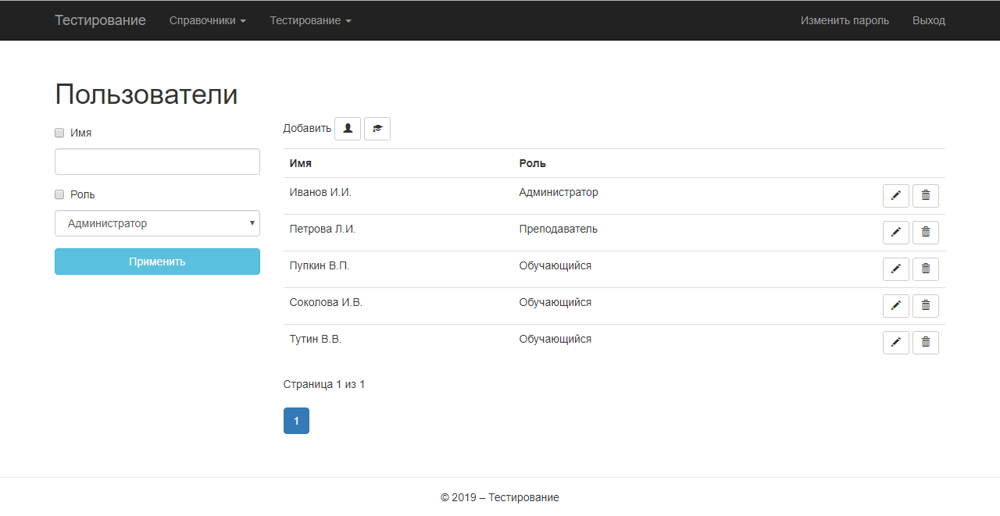 Тестирование Справочники Тестирование Изменить пароль Выход
Пользователи
Имя
Роль
Администратор
Применить
Добавить
Имя Роль
Иванов И.И. Администратор
Петрова Л.И. Преподаватель
Пупкин В.П. Обучающийся
Соколова И.В. Обучающийся
Тутин В.В. Обучающийся
Страница 1 из 1
1
© 2019 – Тестирование